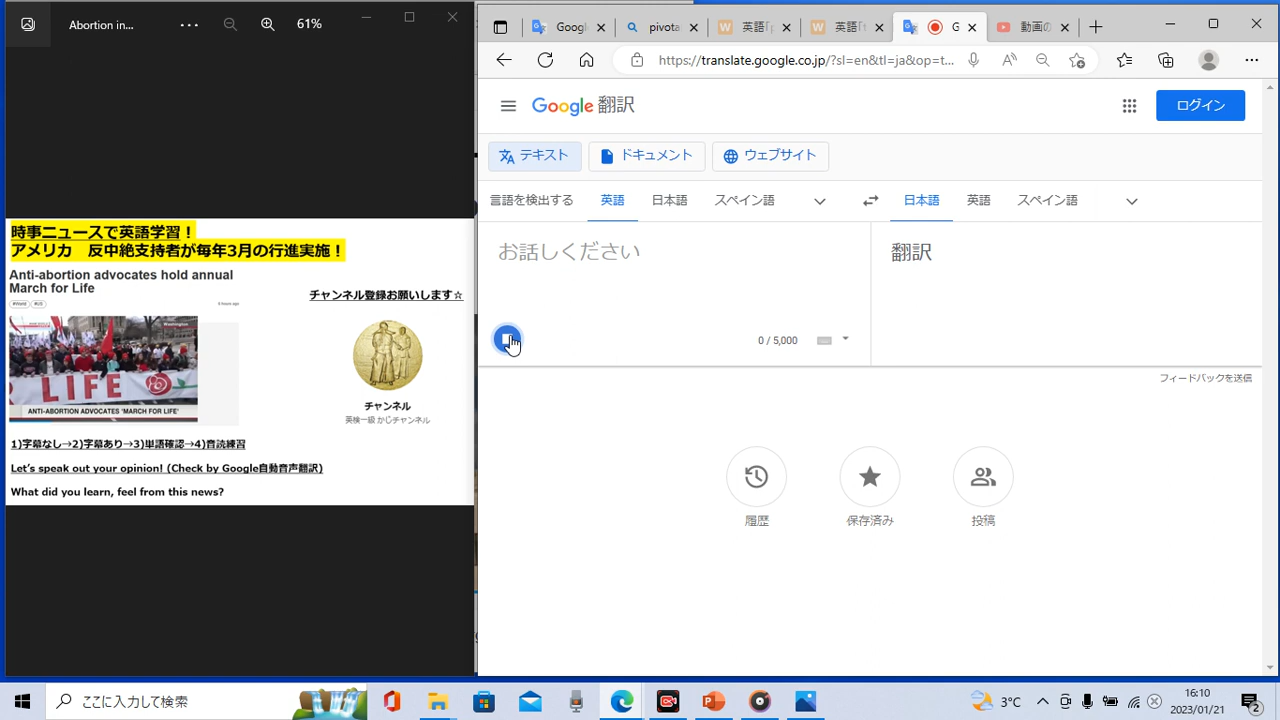 Abortion in...
61%
時事ニュースで英語学習！
アメリカ　反中絶支持者が毎年3月の行進実施！
Anti-abortion advocates hold annual
March for Life
#World #US
6 hours ago
Washington
LIFE
ANTI-ABORTION ADVOCATES 'MARCH FOR LIFE'
チャンネル登録お願いします☆
チャンネル
英検一級 かじチャンネル
1)字幕なし→2)字幕あり→3)単語確認→4)音読練習
Let's speak out your opinion! (Check by Google自動音声翻訳)
What did you learn, feel from this news?
Googl
pivota
英語「p
英語「f
G
動画の
https://translate.google.co.jp/?sl=en&tl=ja&op=t...
Google 翻訳
ログイン
テキスト
ドキュメント
ウェブサイト
言語を検出する
英語
日本語
スペイン語
日本語
英語
スペイン語
お話しください
翻訳
0 / 5,000
フィードバックを送信
履歴
保存済み
投稿
ここに入力して検索
3°C
6:10
2023/01/21
2